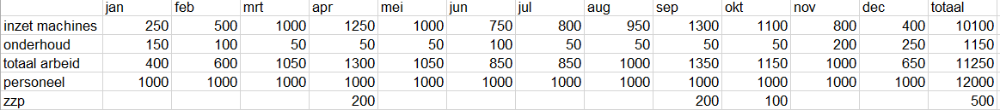 jan feb mrt apr mei jun jul aug sep okt nov dec totaal
inzet machines 250 500 1000 1250 1000 750 800 950 1300 1100 800 400 10100
onderhoud 150 100 50 50 50 100 50 50 50 50 200 250 1150
totaal arbeid 400 600 1050 1300 1050 850 850 1000 1350 1150 1000 650 11250
personeel 1000 1000 1000 1000 1000 1000 1000 1000 1000 1000 1000 1000 12000
zzp 200 200 100 500